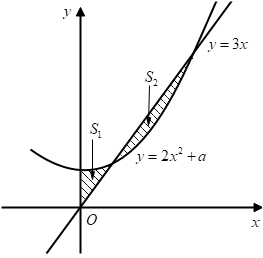 y
y = 3x
S₂
S₁
y = 2x² + a
O
x